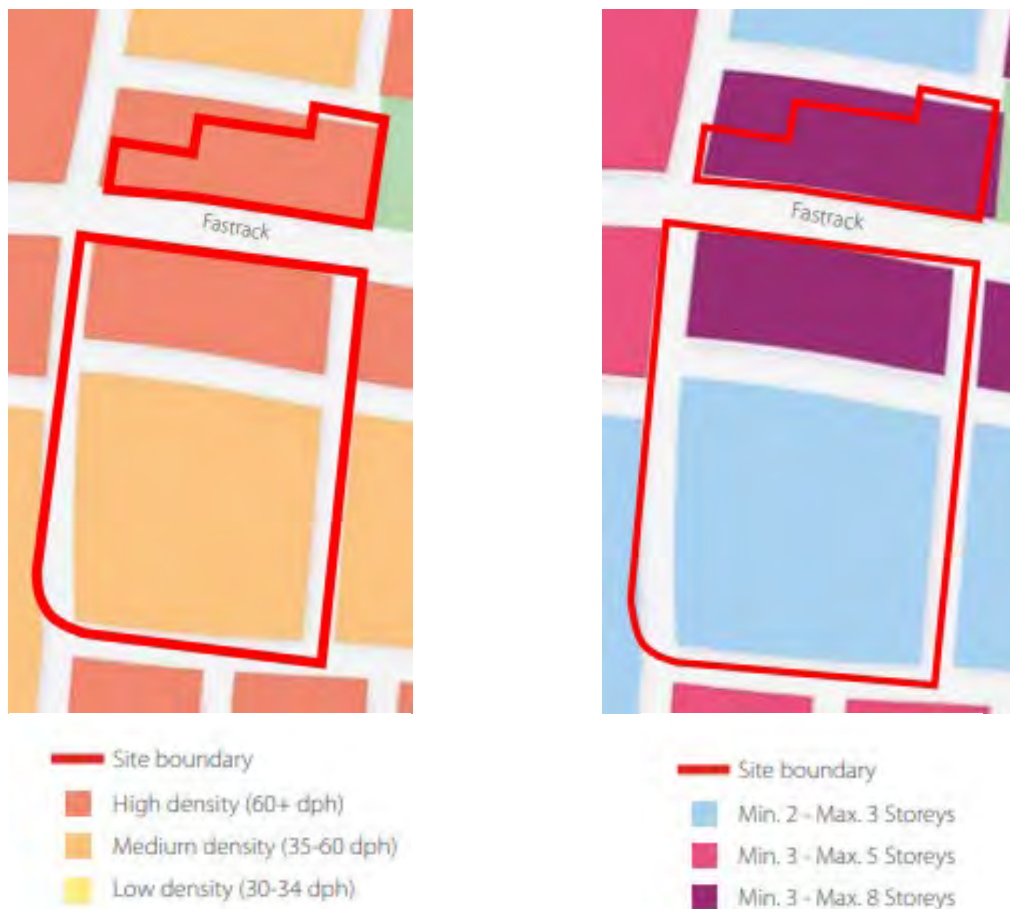 Fastrack
Site boundary
High density (60+ dph)
Medium density (35-60 dph)
Low density (30-34 dph)
Fastrack
Site boundary
Min. 2 - Max. 3 Storeys
Min. 3 - Max. 5 Storeys
Min. 3 - Max. 8 Storeys